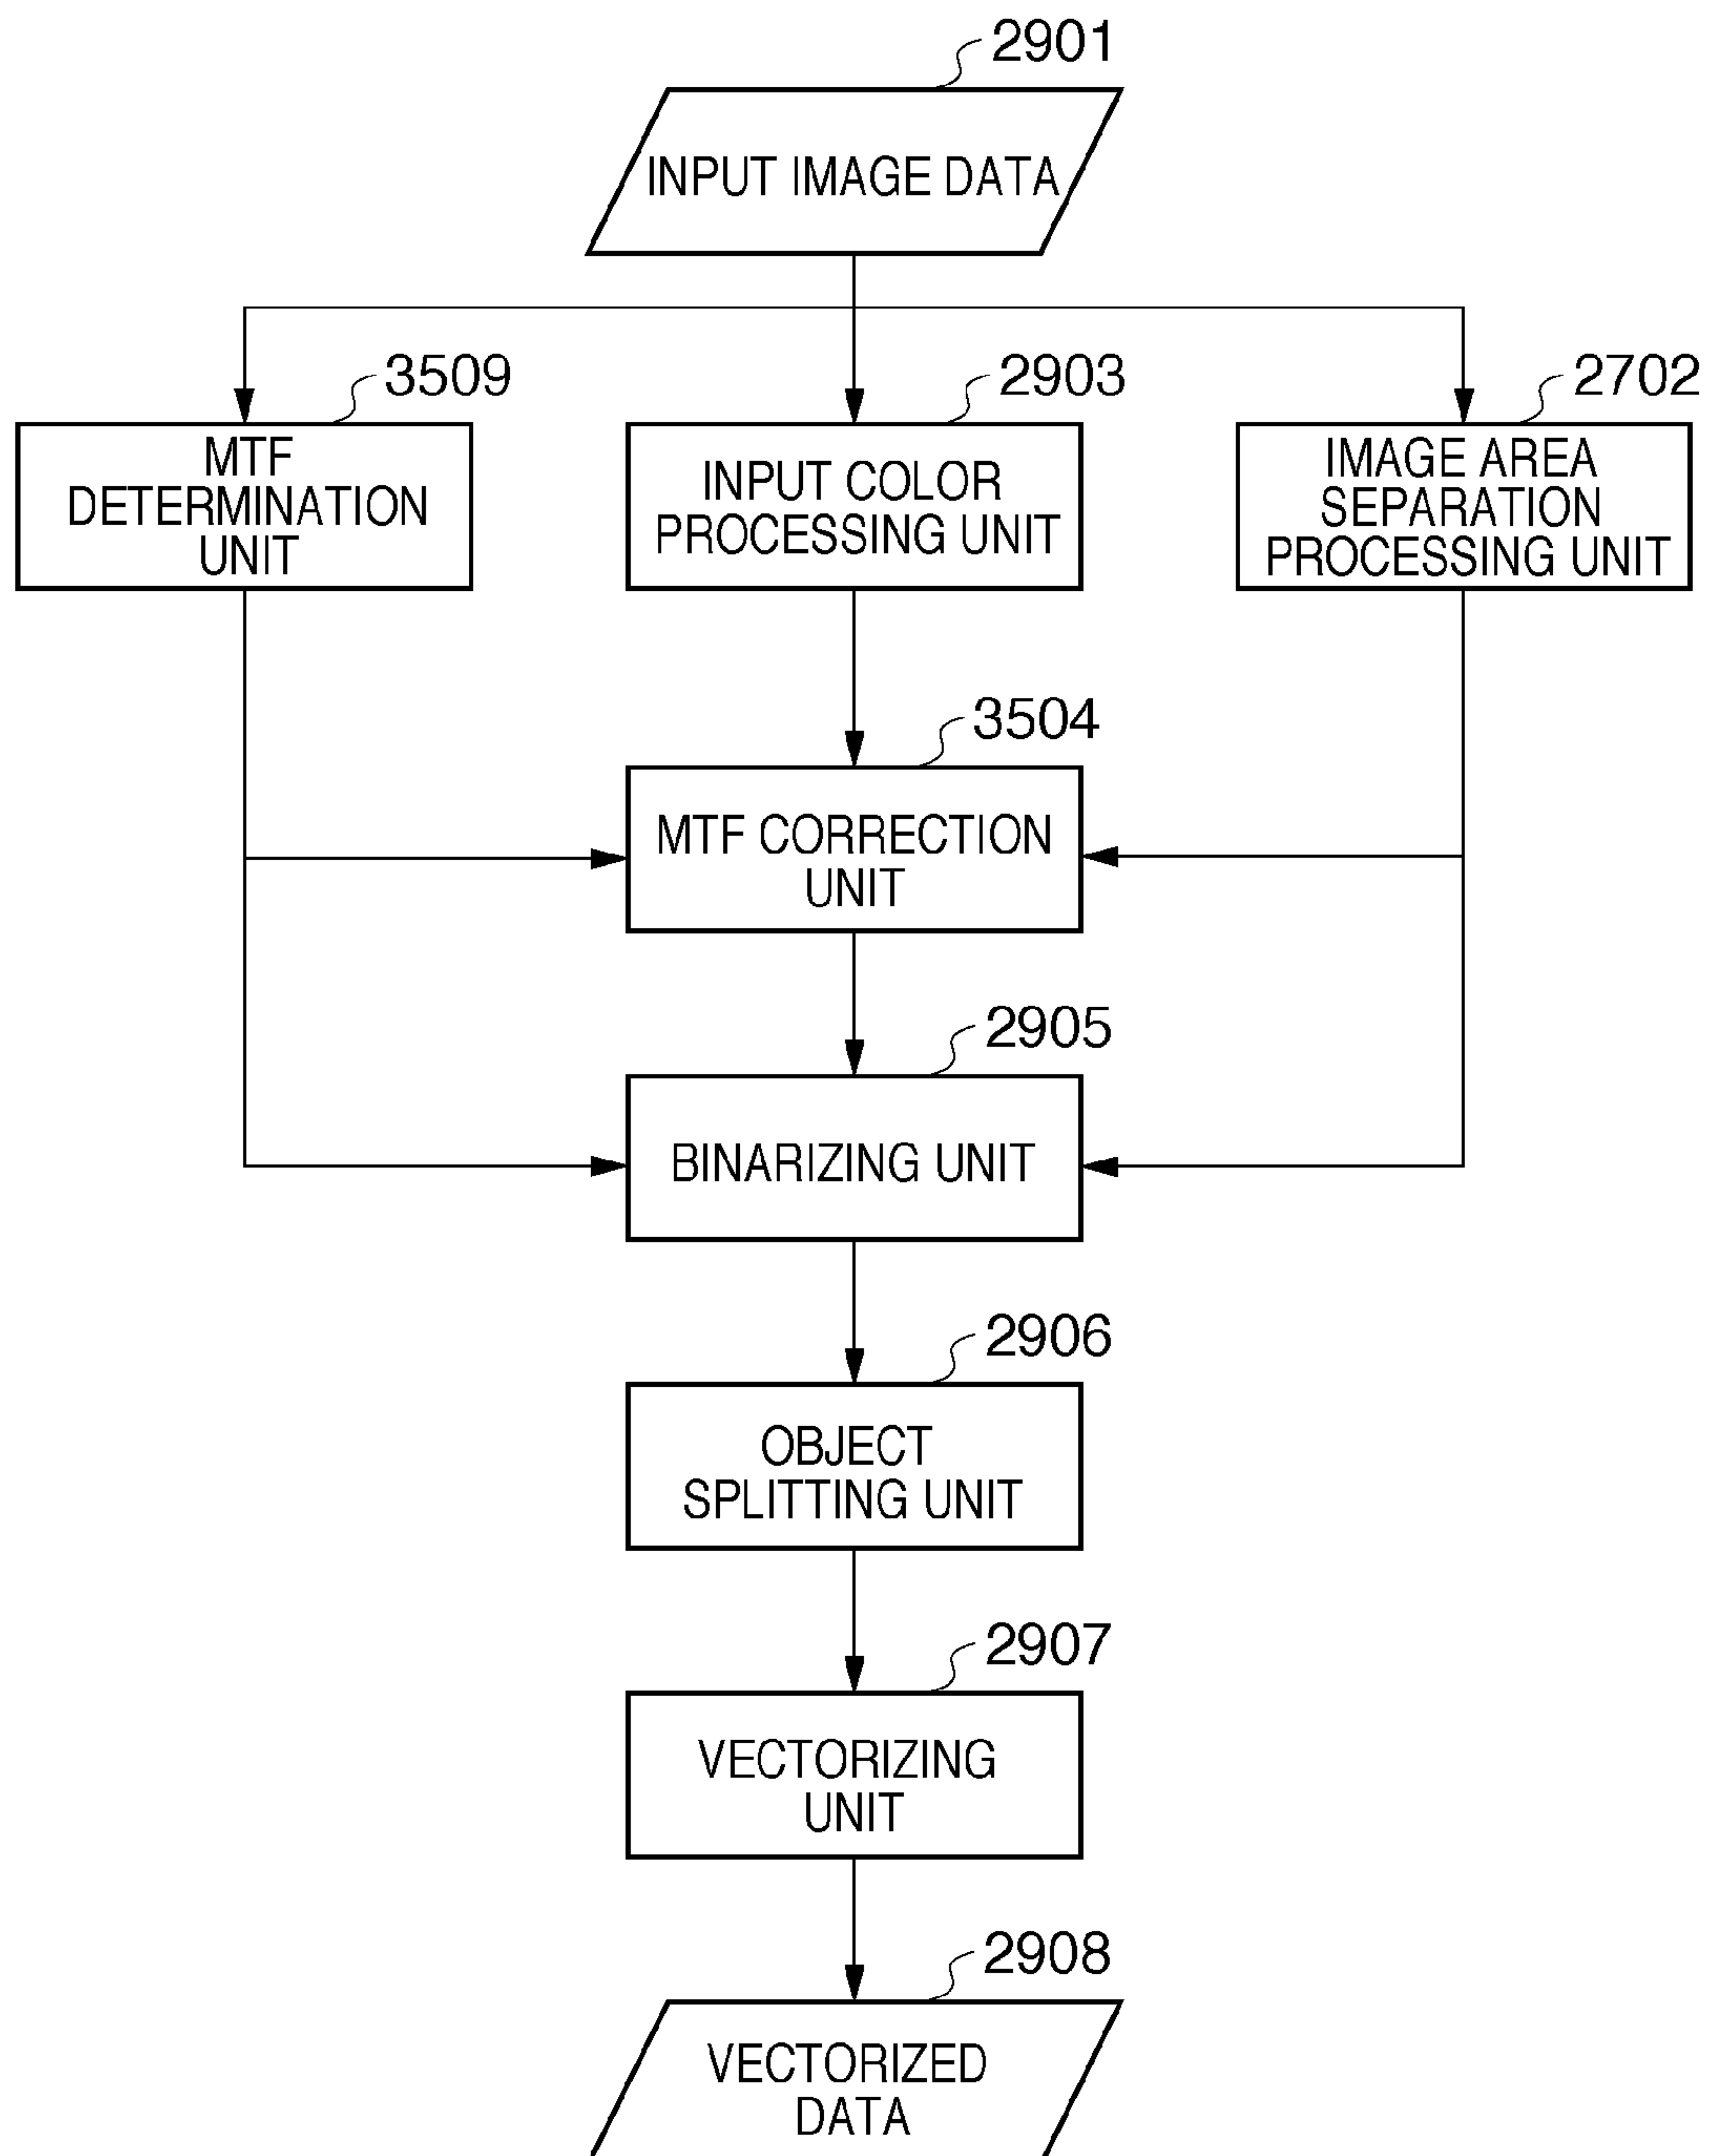 2901
INPUT IMAGE DATA
3509
2903
2702
MTF
DETERMINATION
UNIT
INPUT COLOR
PROCESSING UNIT
IMAGE AREA
SEPARATION
PROCESSING UNIT
3504
MTF CORRECTION
UNIT
2905
BINARIZING UNIT
2906
OBJECT
SPLITTING UNIT
2907
VECTORIZING
UNIT
2908
VECTORIZED
DATA